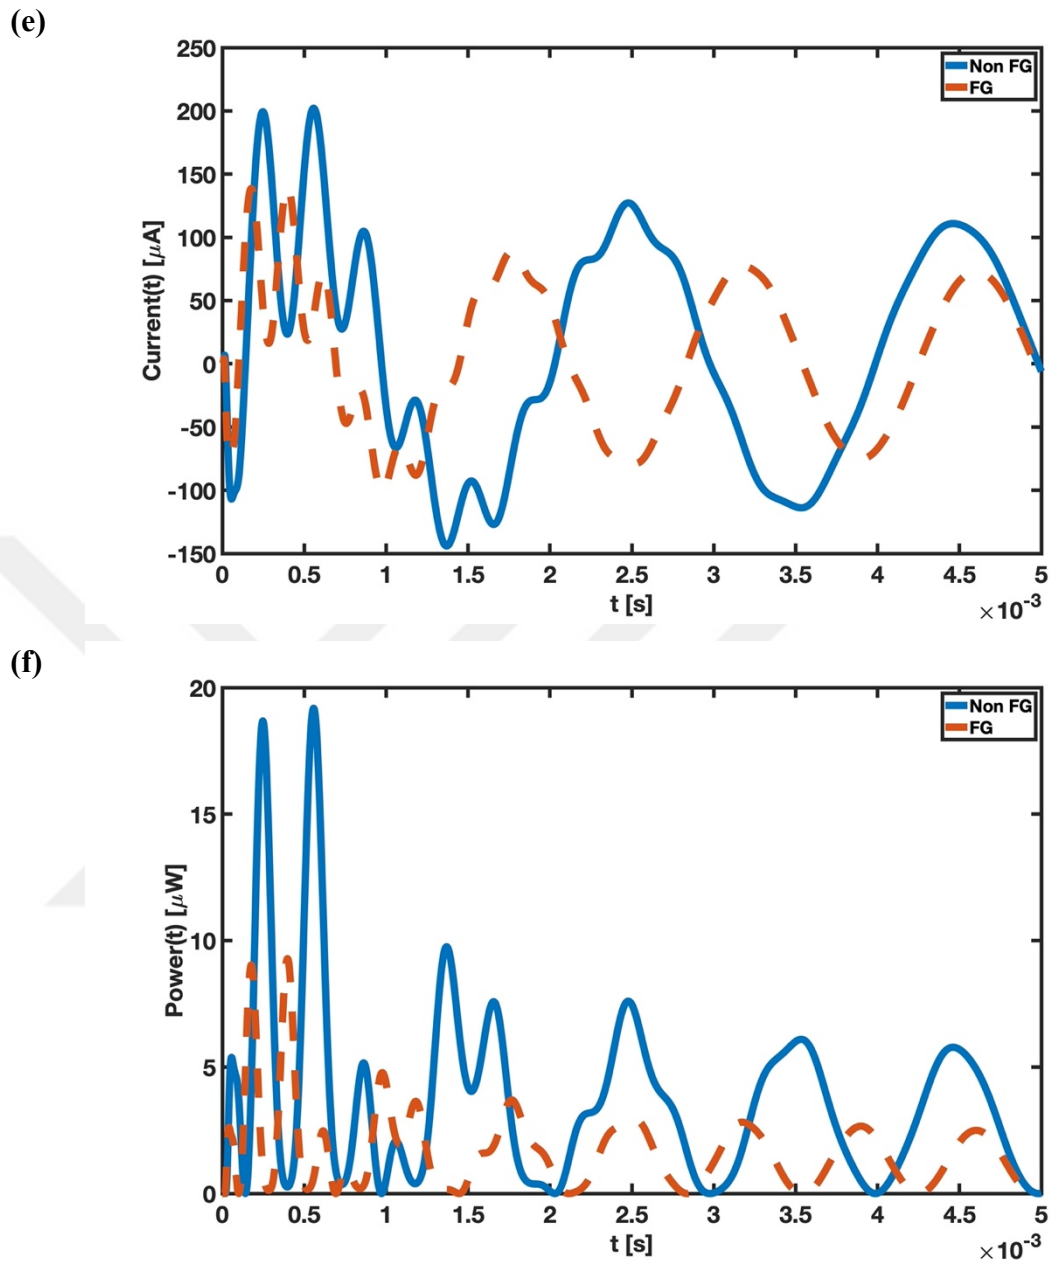 (e)
250
200
150
100
50
0
-50
-100
-150
Current(t) [μA]
Non FG
FG
0 0.5 1 1.5 2 2.5 3 3.5 4 4.5 5
t [s]
×10⁻³
(f)
20
15
10
5
0
Power(t) [μW]
Non FG
FG
0 0.5 1 1.5 2 2.5 3 3.5 4 4.5 5
t [s]
×10⁻³